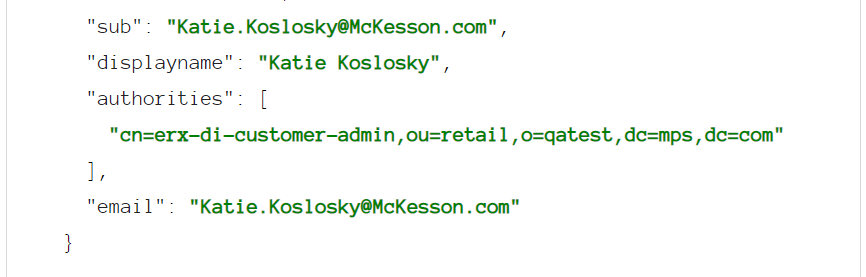 "sub": "Katie.Koslosky@McKesson.com",
"displayname": "Katie Koslosky",
"authorities": [
"cn=erx-di-customer-admin,ou=retail,o=qatest,dc=mps,dc=com"
],
"email": "Katie.Koslosky@McKesson.com"
}